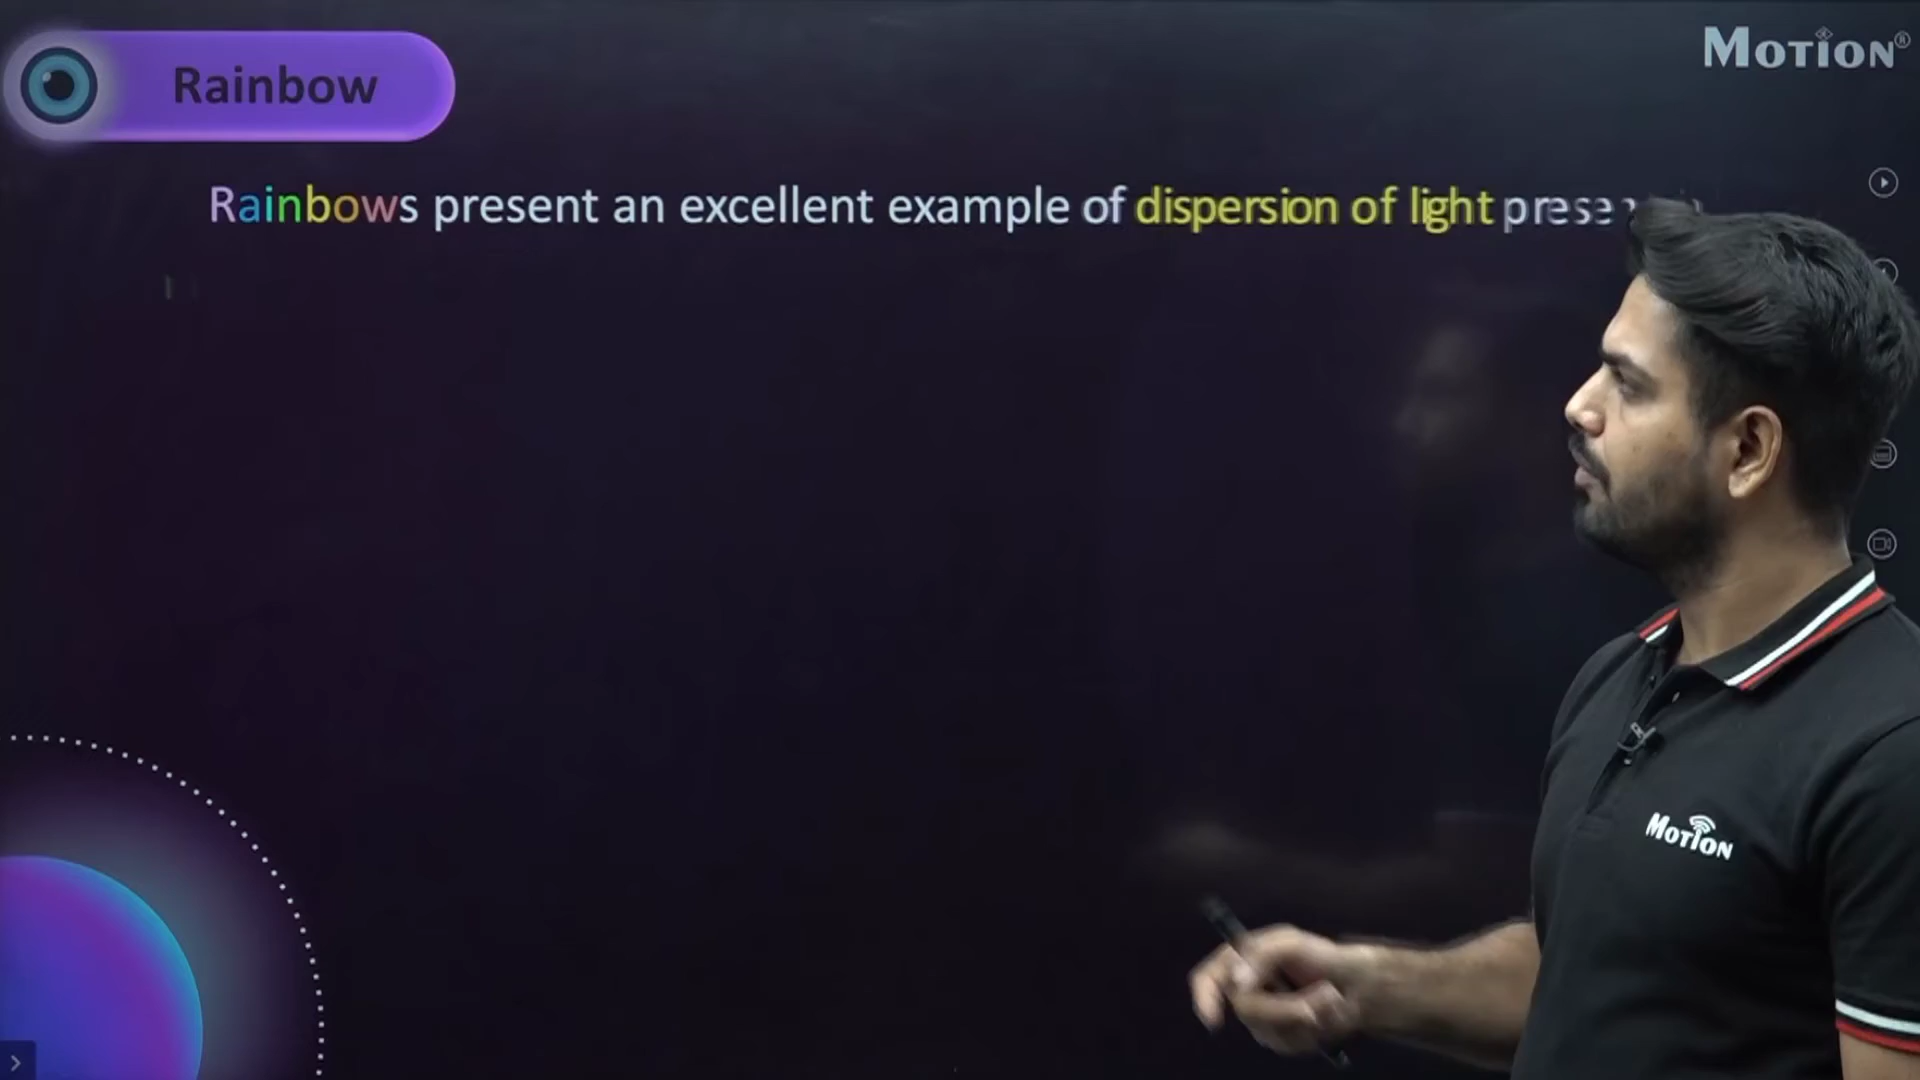 MOTION®
Rainbow
Rainbows present an excellent example of dispersion of light
MOTION